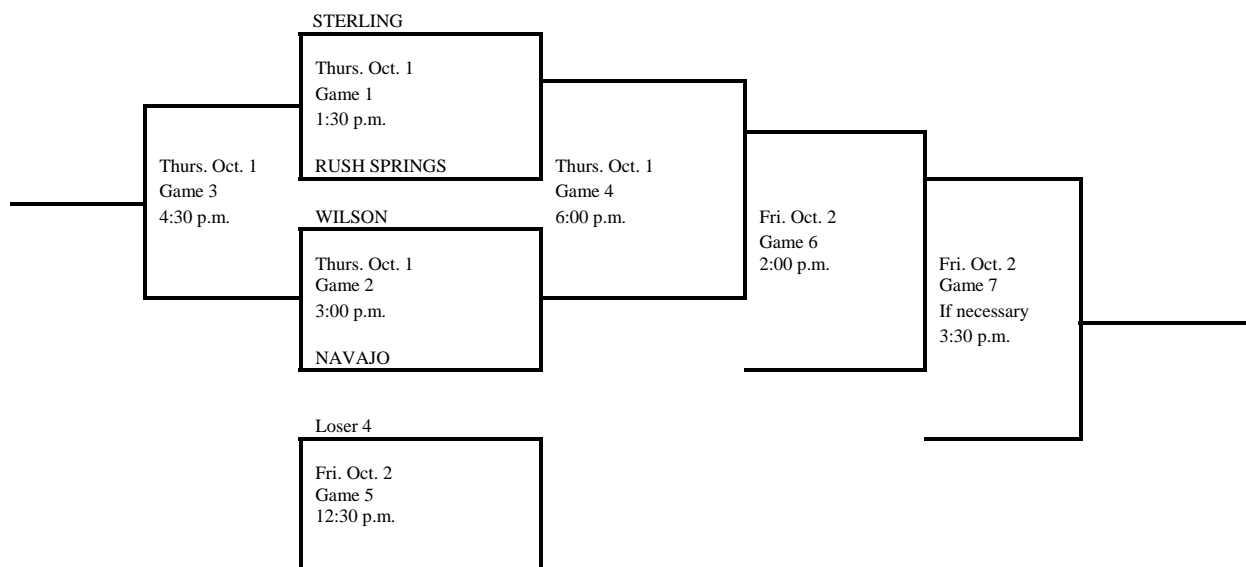 STERLING
Thurs. Oct. 1
Game 1
1:30 p.m.
RUSH SPRINGS
Thurs. Oct. 1
Game 3
4:30 p.m.
WILSON
Thurs. Oct. 1
Game 2
3:00 p.m.
NAVAJO
Thurs. Oct. 1
Game 4
6:00 p.m.
Fri. Oct. 2
Game 6
2:00 p.m.
Fri. Oct. 2
Game 7
If necessary
3:30 p.m.
Loser 4
Fri. Oct. 2
Game 5
12:30 p.m.